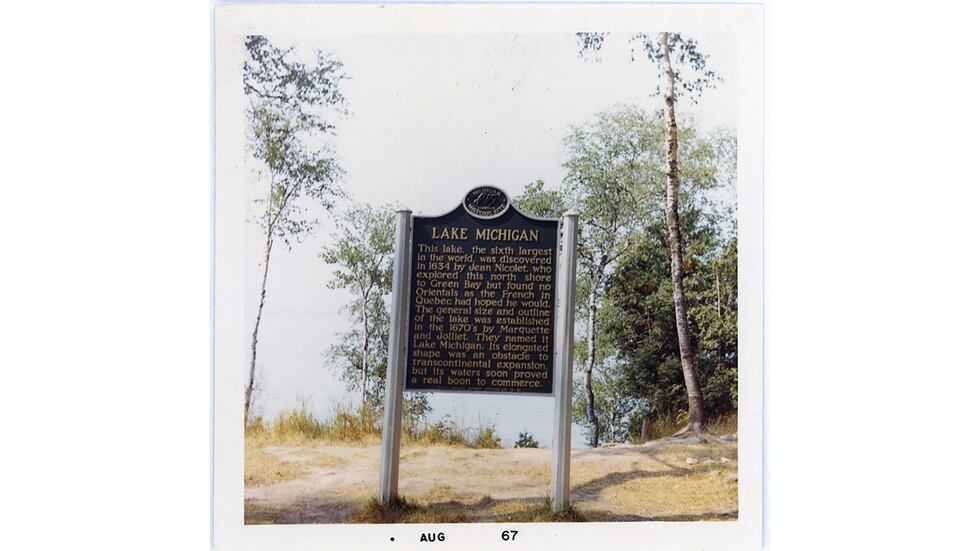 MICHIGAN
HISTORIC SITE
LAKE MICHIGAN
This lake, the sixth largest
in the world, was discovered
in 1634 by Jean Nicolet, who
explored this north shore
to Green Bay but found no
Orientals as the French in
Quebec had hoped he would.
The general size and outline
of the lake was established
in the 1670's by Marquette
and Jolliet. They named it
Lake Michigan. Its elongated
shape was an obstacle to
transcontinental expansion,
but its waters soon proved
a real boon to commerce.
• AUG 67